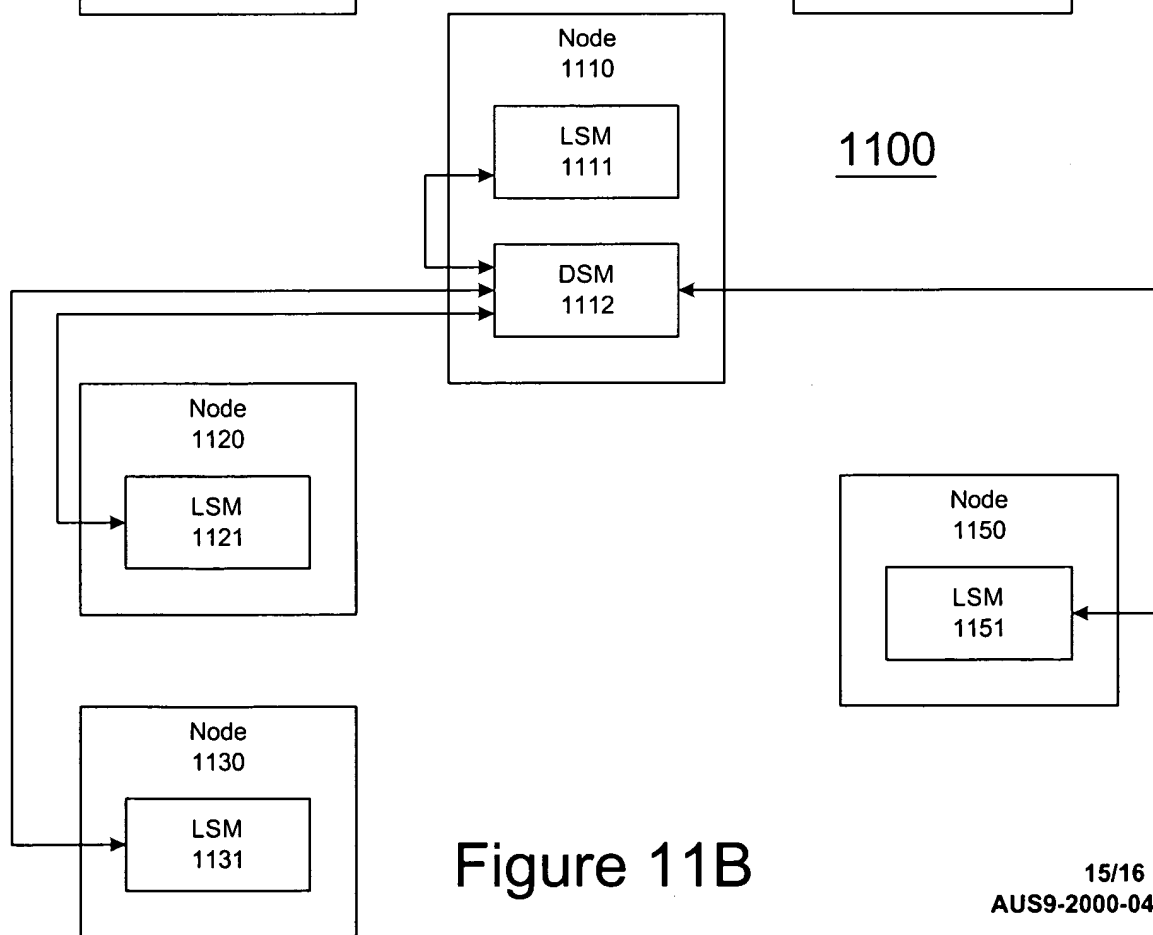 Node
1110
LSM
1111
1100
DSM
1112
Node
1120
LSM
1121
Node
1150
LSM
1151
Node
1130
LSM
1131
Figure 11B
15/16
AUS9-2000-04